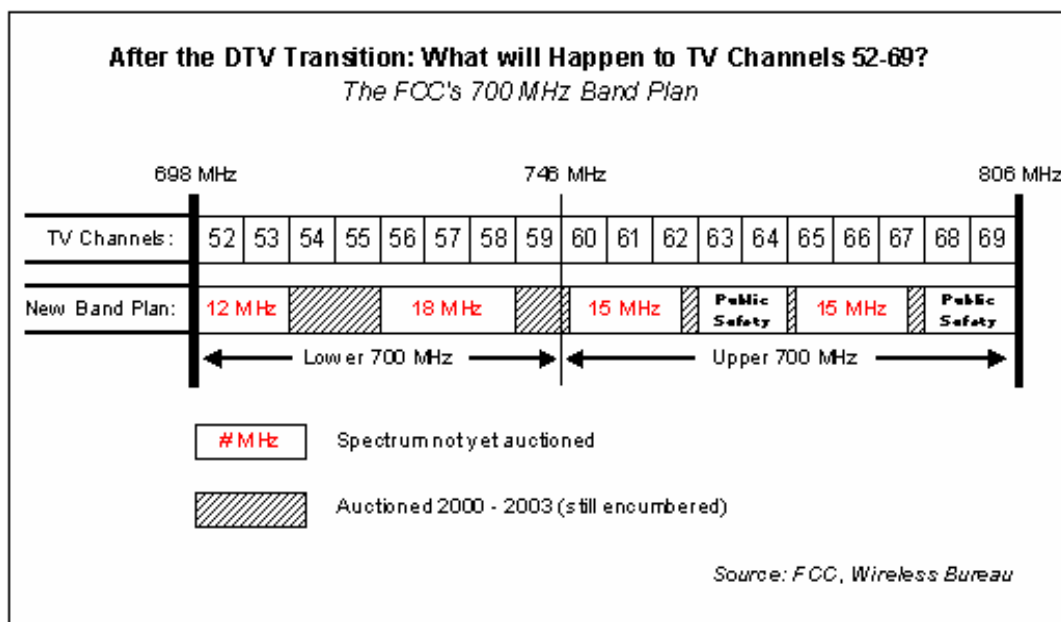 After the DTV Transition: What will Happen to TV Channels 52-69?
The FCC's 700 MHz Band Plan
698 MHz 746 MHz 806 MHz
TV Channels: 52 53 54 55 56 57 58 59 60 61 62 63 64 65 66 67 68 69
New Band Plan: 12 MHz 18 MHz 15 MHz Public Safety 15 MHz Public Safety
Lower 700 MHz Upper 700 MHz
# MHz Spectrum not yet auctioned
Auctioned 2000 - 2003 (still encumbered)
Source: FCC, Wireless Bureau